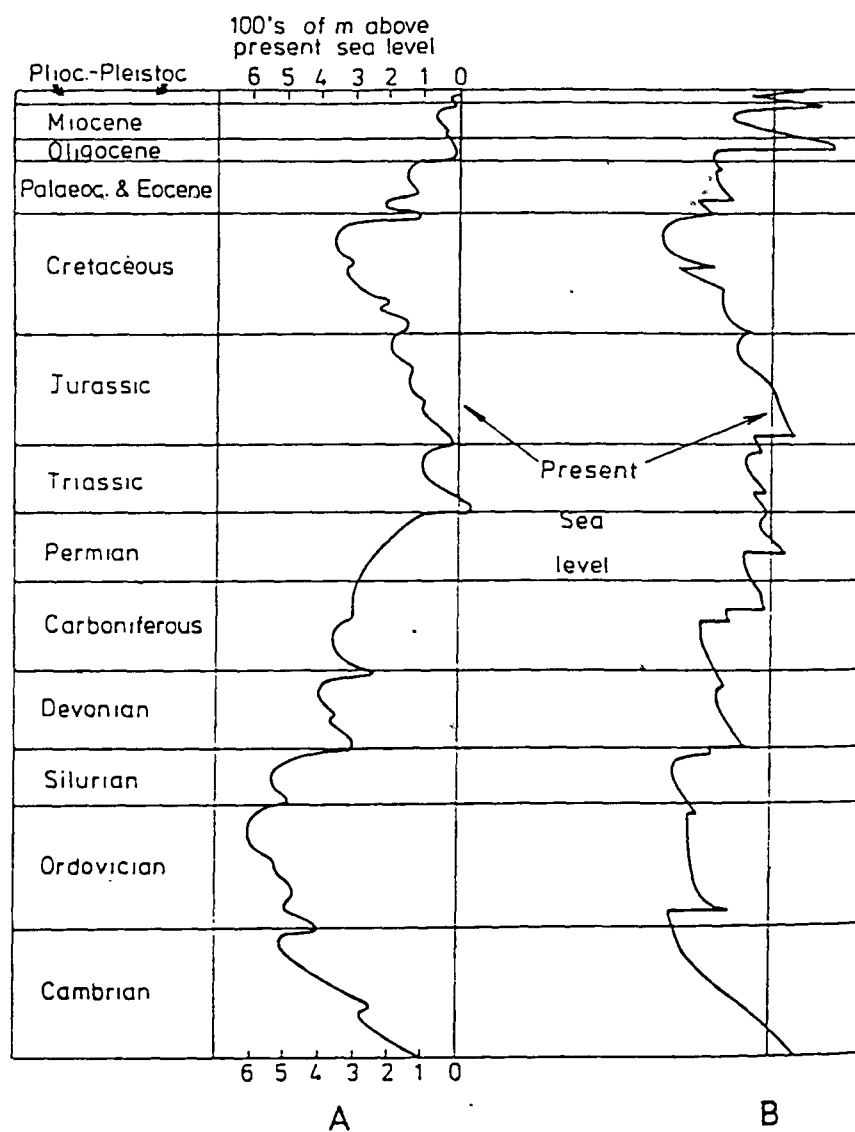 100's of m above
present sea level
Plioc.-Pleistoc
6 5 4 3 2 1 0
Miocene
Oligocene
Palaeoc. & Eocene
Cretaceous
Jurassic
Triassic
Present
Sea
level
Permian
Carboniferous
Devonian
Silurian
Ordovician
Cambrian
6 5 4 3 2 1 0
A B